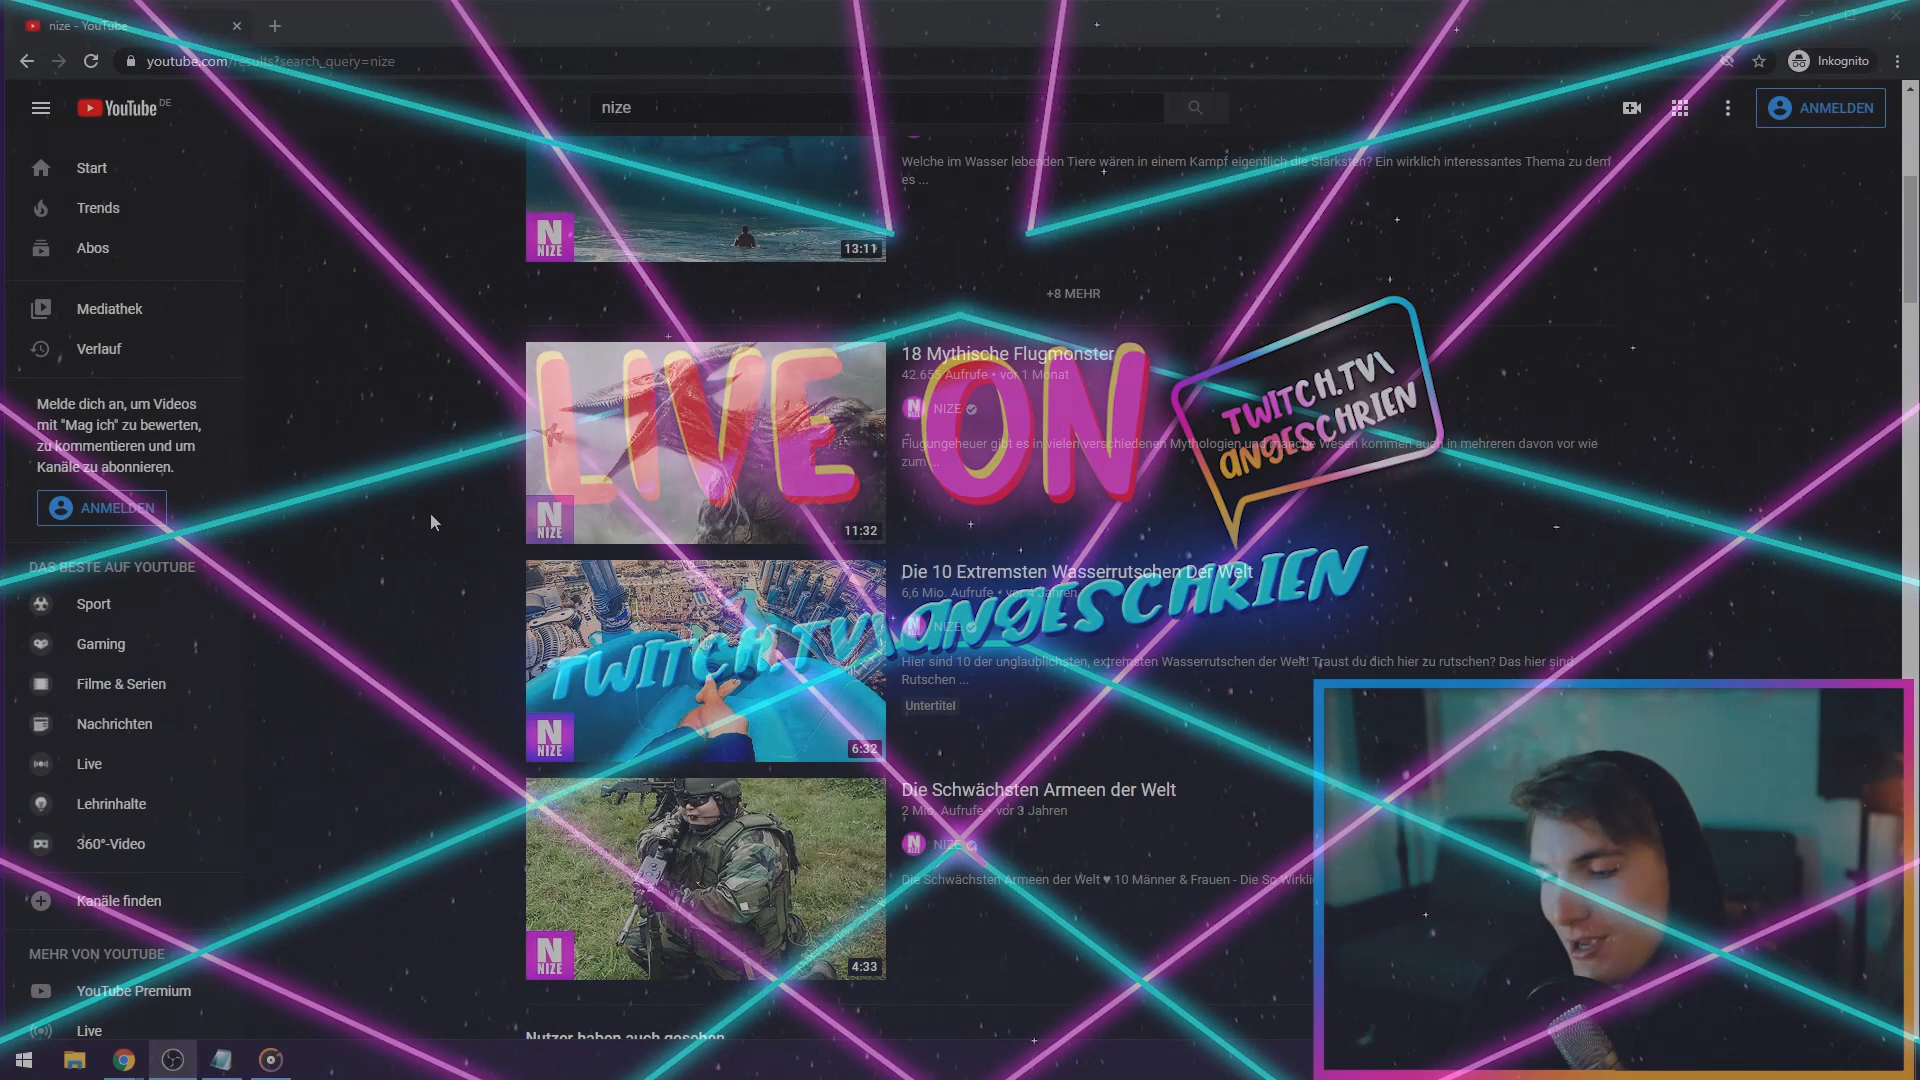 nize - YouTube
youtube.com/results?search_query=nize
Inkognito
YouTube DE
nize
ANMELDEN
Start
Trends
Abos
Mediathek
Verlauf
Melde dich an, um Videos
mit "Mag ich" zu bewerten,
zu kommentieren und um
Kanäle zu abonnieren.
ANMELDEN
DAS BESTE AUF YOUTUBE
Sport
Gaming
Filme & Serien
Nachrichten
Live
Lehrinhalte
360°-Video
Kanäle finden
MEHR VON YOUTUBE
YouTube Premium
Live
N
NIZE
13:11
Welche im Wasser lebenden Tiere wären in einem Kampf eigentlich die Stärksten? Ein wirklich interessantes Thema zu dem
es ...
+8 MEHR
LIVE ON
TWITCH.TV\
ANGESCHRIEN
N
NIZE
11:32
18 Mythische Flugmonster
42.655 Aufrufe • vor 1 Monat
NIZE
Flugungeheuer gibt es in vielen verschiedenen Mythologien und manche Wesen kommen auch in mehreren davon vor wie
zum ...
TWITCH.TV\ANGESCHRIEN
N
NIZE
6:32
Die 10 Extremsten Wasserrutschen Der Welt
6,6 Mio. Aufrufe • vor 4 Jahren
NIZE
Hier sind 10 der unglaublichsten, extremsten Wasserrutschen der Welt! Traust du dich hier zu rutschen? Das hier sind
Rutschen ...
Untertitel
N
NIZE
4:33
Die Schwächsten Armeen der Welt
2 Mio. Aufrufe • vor 3 Jahren
NIZE
Die Schwächsten Armeen der Welt ♥ 10 Männer & Frauen - Die So Wirkli
Nutzer haben auch gesehen